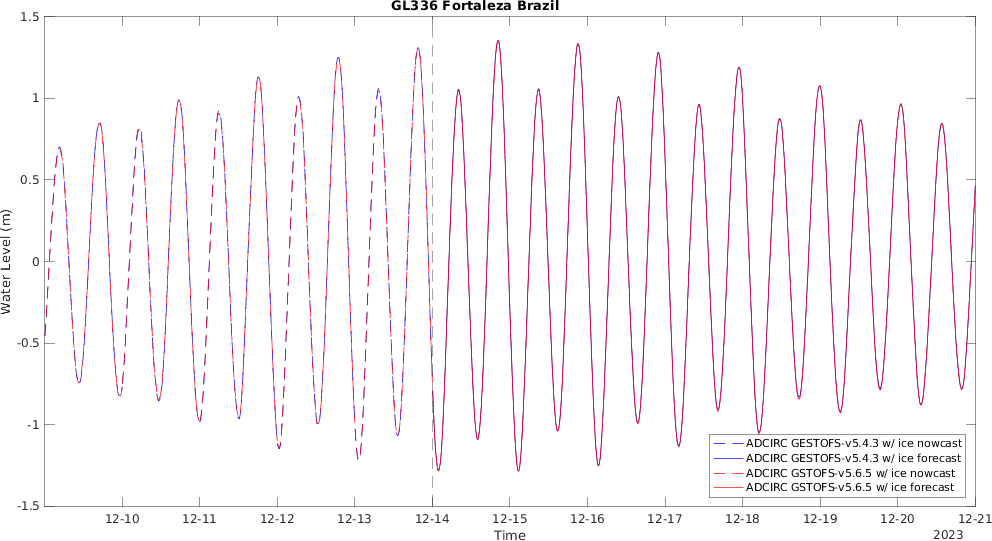 GL336 Fortaleza Brazil
1.5
1
0.5
0
-0.5
-1
-1.5
Water Level (m)
12-10 12-11 12-12 12-13 12-14 12-15 12-16 12-17 12-18 12-19 12-20 12-21
Time
2023
ADCIRC GESTOFS-v5.4.3 w/ ice nowcast
ADCIRC GESTOFS-v5.4.3 w/ ice forecast
ADCIRC GSTOFS-v5.6.5 w/ ice nowcast
ADCIRC GSTOFS-v5.6.5 w/ ice forecast